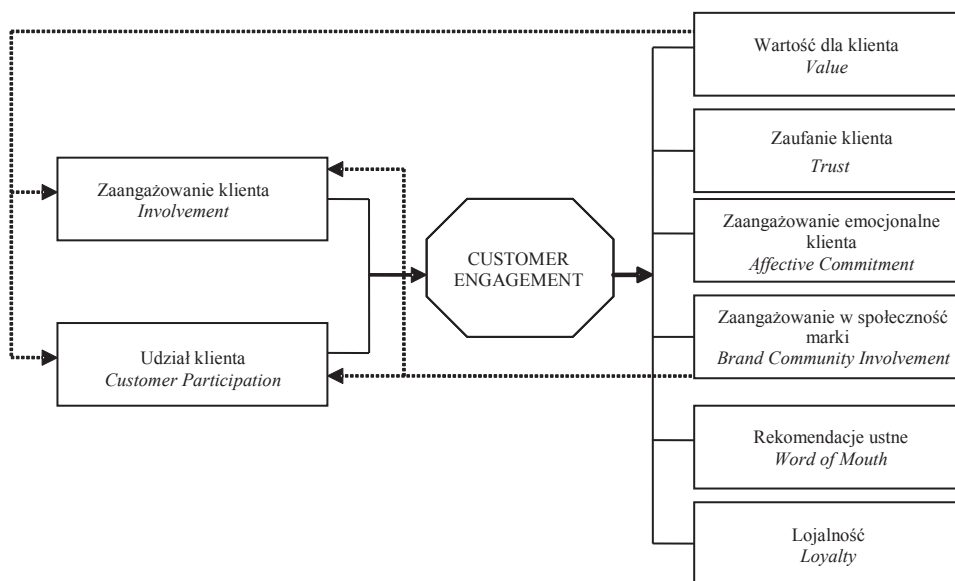 Wartość dla klienta
Value
Zaufanie klienta
Trust
Zaangażowanie klienta
Involvement
Zaangażowanie emocjonalne
klienta
Affective Commitment
CUSTOMER
ENGAGEMENT
Zaangażowanie w społeczność
marki
Brand Community Involvement
Udział klienta
Customer Participation
Rekomendacje ustne
Word of Mouth
Lojalność
Loyalty